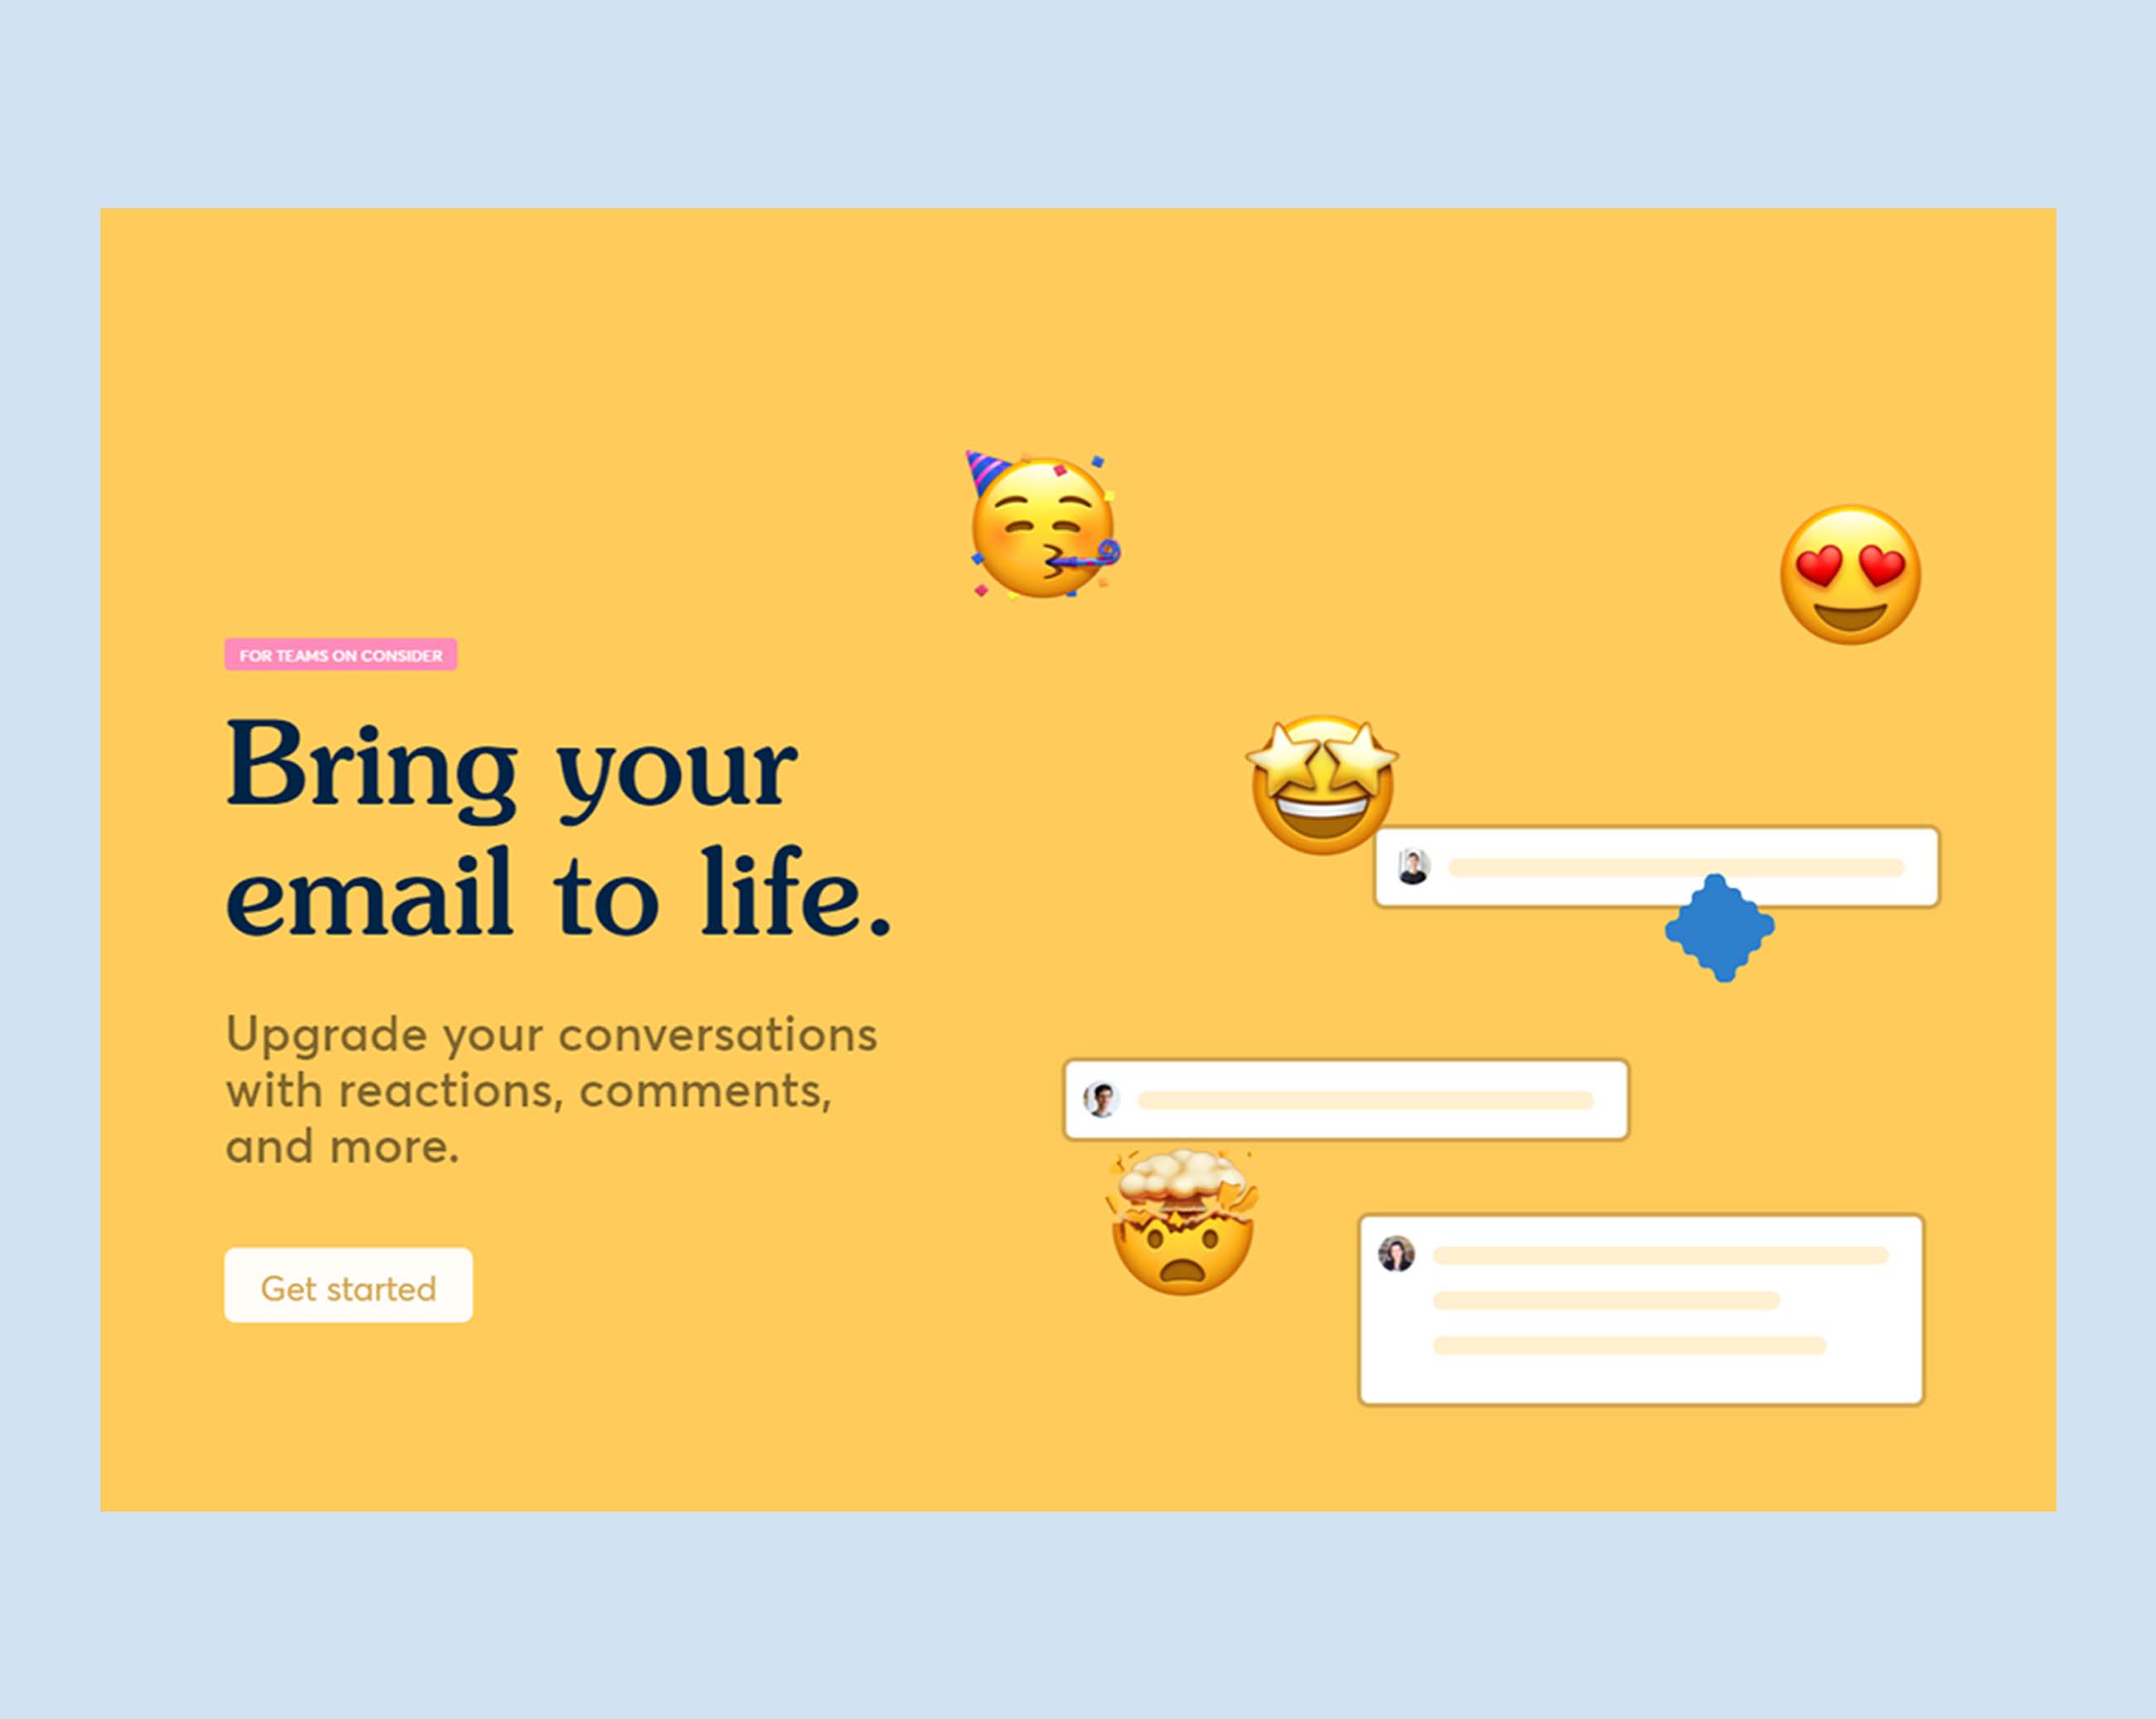 FOR TEAMS ON CONSIDER
Bring your
email to life.
Upgrade your conversations
with reactions, comments,
and more.
Get started